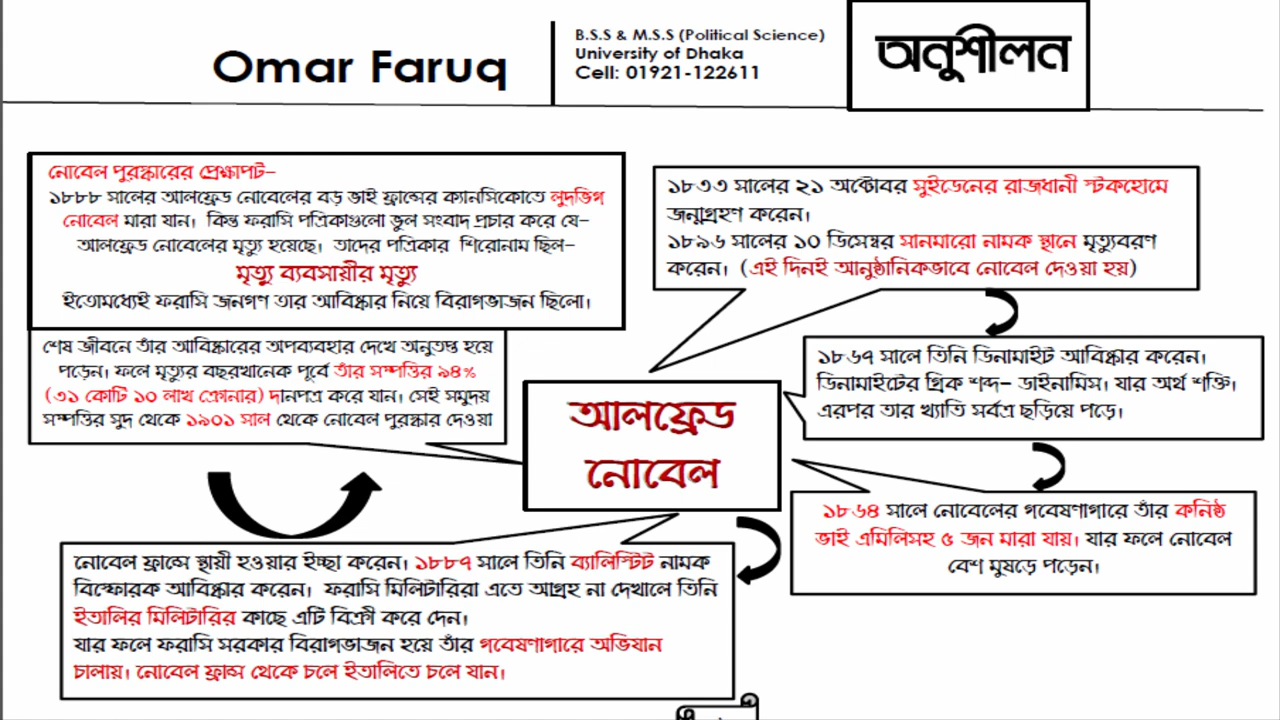 Omar Faruq
B.S.S & M.S.S (Political Science)
University of Dhaka
Cell: 01921-122611
অনুশীলন
নোবেল পুরস্কারের প্রেক্ষাপট–
১৮৮৮ সালের আলফ্রেড নোবেলের বড় ভাই ফ্রান্সের ক্যানসিকোতে লুদভিগ
নোবেল মারা যান। কিন্তু ফরাসি পত্রিকাগুলো ভুল সংবাদ প্রচার করে যে–
আলফ্রেড নোবেলের মৃত্যু হয়েছে। তাদের পত্রিকার শিরোনাম ছিল–
মৃত্যু ব্যবসায়ীর মৃত্যু
ইতোমধ্যেই ফরাসি জনগণ তার আবিষ্কার নিয়ে বিরাগভাজন ছিলো।
১৮৩৩ সালের ২১ অক্টোবর সুইডেনের রাজধানী স্টকহোমে
জন্মগ্রহণ করেন।
১৮৯৬ সালের ১০ ডিসেম্বর সানমারো নামক স্থানে মৃত্যুবরণ
করেন। (এই দিনই আনুষ্ঠানিকভাবে নোবেল দেওয়া হয়)
শেষ জীবনে তাঁর আবিষ্কারের অপব্যবহার দেখে অনুতপ্ত হয়ে
পড়েন। ফলে মৃত্যুর বছরখানেক পূর্বে তাঁর সম্পত্তির ৯৪%
(৩১ কোটি ১০ লাখ ক্রোনার) দানপত্র করে যান। সেই সমুদয়
সম্পত্তির সুদ থেকে ১৯০১ সাল থেকে নোবেল পুরস্কার দেওয়া
১৮৬৭ সালে তিনি ডিনামাইট আবিষ্কার করেন।
ডিনামাইটের গ্রিক শব্দ– ডাইনামিস। যার অর্থ শক্তি।
এরপর তার খ্যাতি সর্বত্র ছড়িয়ে পড়ে।
আলফ্রেড
নোবেল
১৮৬৪ সালে নোবেলের গবেষণাগারে তাঁর কনিষ্ঠ
ভাই এমিলিসহ ৫ জন মারা যায়। যার ফলে নোবেল
বেশ মুষড়ে পড়েন।
নোবেল ফ্রান্সে স্থায়ী হওয়ার ইচ্ছা করেন। ১৮৮৭ সালে তিনি ব্যালিস্টিট নামক
বিস্ফোরক আবিষ্কার করেন। ফরাসি মিলিটারিরা এতে আগ্রহ না দেখালে তিনি
ইতালির মিলিটারির কাছে এটি বিক্রী করে দেন।
যার ফলে ফরাসি সরকার বিরাগভাজন হয়ে তাঁর গবেষণাগারে অভিযান
চালায়। নোবেল ফ্রান্স থেকে চলে ইতালিতে চলে যান।